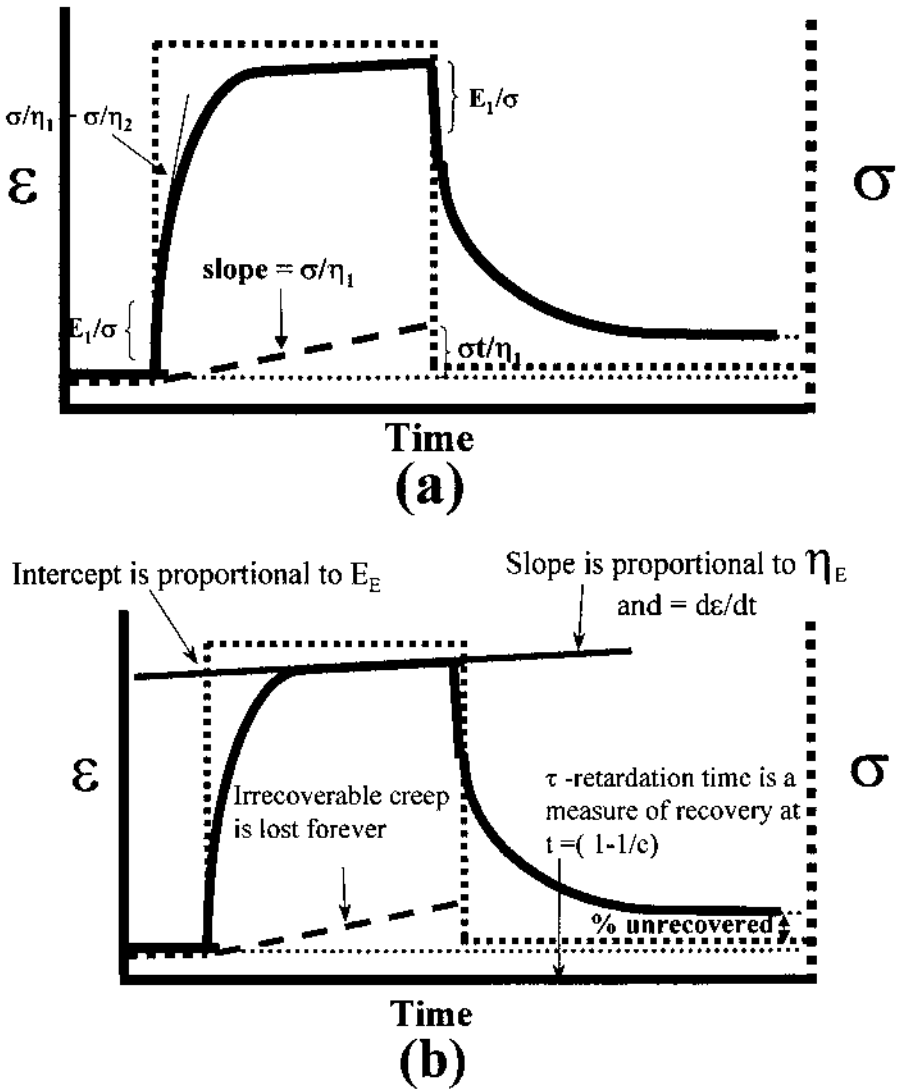 σ/η₁ – σ/η₂
E₁/σ
ε
σ
slope = σ/η₁
E₁/σ
σt/η₁
Time
(a)
Intercept is proportional to E_E
Slope is proportional to η_E
and = dε/dt
ε
σ
τ -retardation time is a
measure of recovery at
t =( 1-1/c)
Irrecoverable creep
is lost forever
% unrecovered
Time
(b)